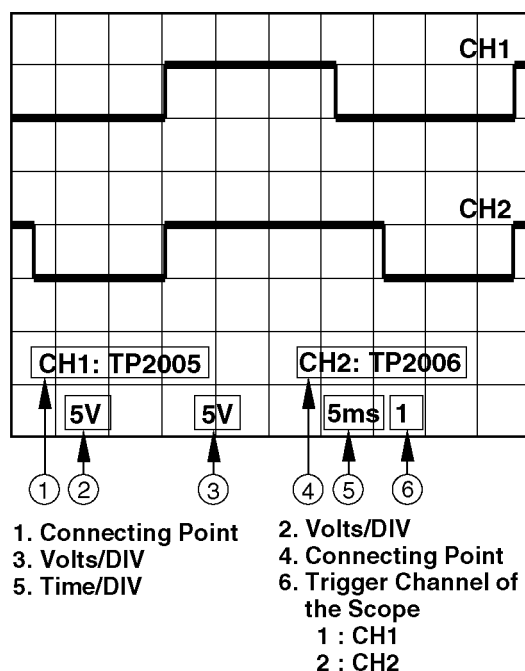 CH1
CH2
CH1: TP2005 CH2: TP2006
5V 5V 5ms 1
1 2 3 4 5 6
1. Connecting Point
3. Volts/DIV
5. Time/DIV
2. Volts/DIV
4. Connecting Point
6. Trigger Channel of
the Scope
1 : CH1
2 : CH2